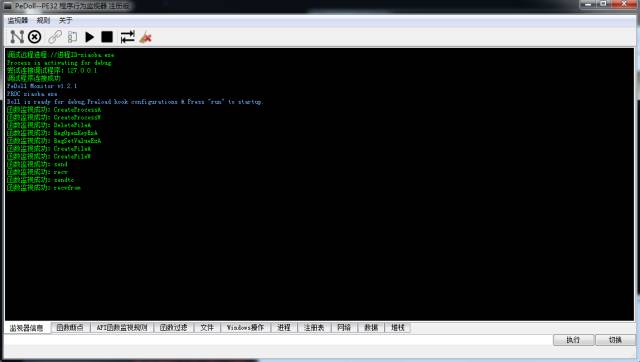 PeDoll--PE32 程序行为监视器 注册版
监视器 规则 关于
调试远程进程://进程ID-xiaoba.exe
Process is activating for debug
尝试连接调试程序: 127.0.0.1
调试程序连接成功
PeDoll Monitor v1.2.1
PROC xiaoba.exe
Doll is ready for debug,Preload hook configurations & Press "run" to startup.
函数监视成功: CreateProcessA
函数监视成功: CreateProcessW
函数监视成功: DeleteFileA
函数监视成功: RegOpenKeyExA
函数监视成功: RegSetValueExA
函数监视成功: CreateFileA
函数监视成功: CreateFileW
函数监视成功: send
函数监视成功: recv
函数监视成功: sendto
函数监视成功: recvfrom
监视器信息 函数断点 API函数监视规则 函数过滤 文件 Windows操作 进程 注册表 网络 数据 堆栈
执行 切换